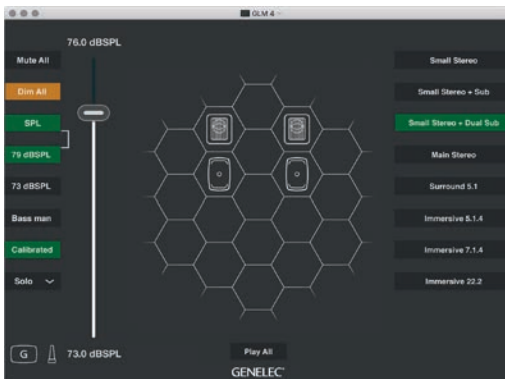 GLM 4
76.0 dBSPL
Mute All
Dim All
SPL
79 dBSPL
73 dBSPL
Bass man
Calibrated
Solo
G
73.0 dBSPL
Small Stereo
Small Stereo + Sub
Small Stereo + Dual Sub
Main Stereo
Surround 5.1
Immersive 5.1.4
Immersive 7.1.4
Immersive 22.2
Play All
GENELEC